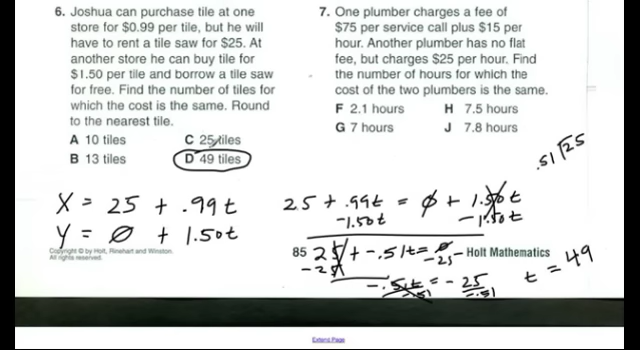 6. Joshua can purchase tile at one
store for $0.99 per tile, but he will
have to rent a tile saw for $25. At
another store he can buy tile for
$1.50 per tile and borrow a tile saw
for free. Find the number of tiles for
which the cost is the same. Round
to the nearest tile.
A 10 tiles
C 25 tiles
B 13 tiles
D 49 tiles
7. One plumber charges a fee of
$75 per service call plus $15 per
hour. Another plumber has no flat
fee, but charges $25 per hour. Find
the number of hours for which the
cost of the two plumbers is the same.
F 2.1 hours
H 7.5 hours
G 7 hours
J 7.8 hours
.51⟌25
X = 25 + .99t
Y = Ø + 1.50t
25 + .99t = Ø + 1.50t
-1.50t -1.50t
25 + -.51t = Ø
-25 -25
-.51t = -25
-.51 -.51
t = 49
Copyright © by Holt, Rinehart and Winston.
All rights reserved.
85
Holt Mathematics
Extend Page